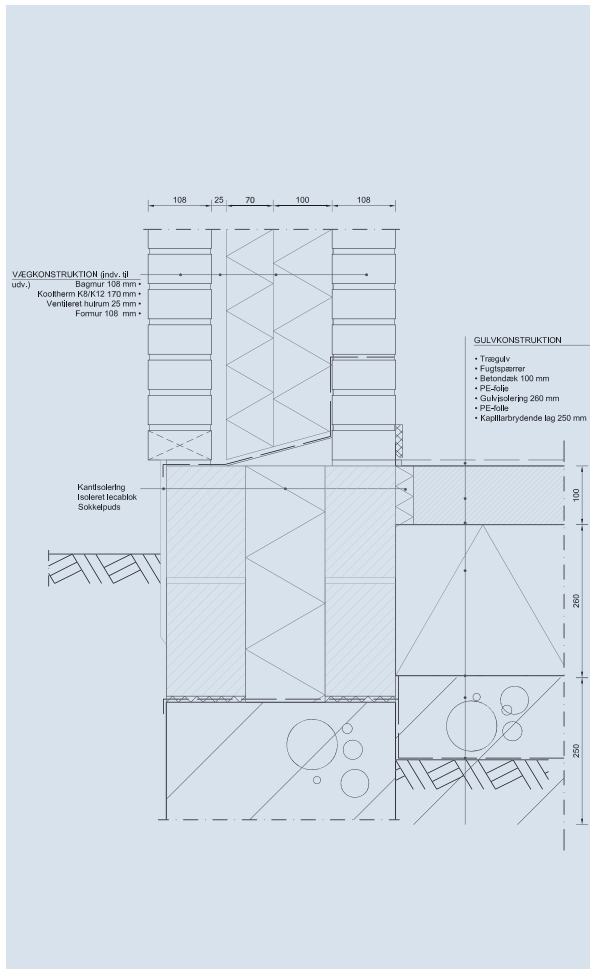 108 25 70 100 108
VÆGKONSTRUKTION (indv. til
udv.)
Bagmur 108 mm •
Kooltherm K8/K12 170 mm •
Ventileret hulrum 25 mm •
Formur 108 mm •
GULVKONSTRUKTION
• Trægulv
• Fugtspærrer
• Betondæk 100 mm
• PE-folie
• Gulvisolering 260 mm
• PE-folie
• Kapillarbrydende lag 250 mm
Kantisolering
Isoleret lecablok
Sokkelpuds
100
260
250